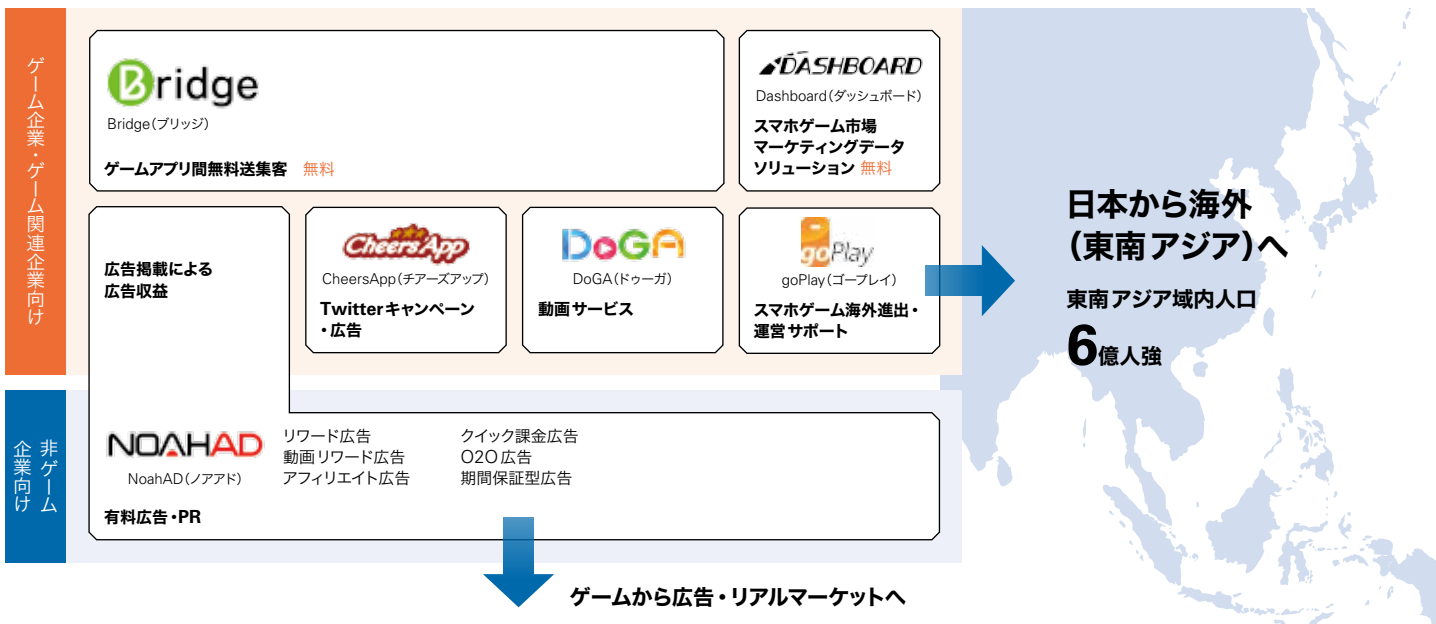 ゲーム企業・ゲーム関連企業向け
Bridge
Bridge（ブリッジ）
ゲームアプリ間無料送集客 無料
DASHBOARD
Dashboard（ダッシュボード）
スマホゲーム市場
マーケティングデータ
ソリューション 無料
広告掲載による
広告収益
CheersApp
CheersApp（チアーズアップ）
Twitterキャンペーン
・広告
DoGA
DoGA（ドゥーガ）
動画サービス
goPlay
goPlay（ゴープレイ）
スマホゲーム海外進出・
運営サポート
日本から海外
（東南アジア）へ
東南アジア域内人口
6億人強
非ゲーム
企業向け
NOAHAD
NoahAD（ノアアド）
有料広告・PR
リワード広告
動画リワード広告
アフィリエイト広告
クイック課金広告
O2O広告
期間保証型広告
ゲームから広告・リアルマーケットへ